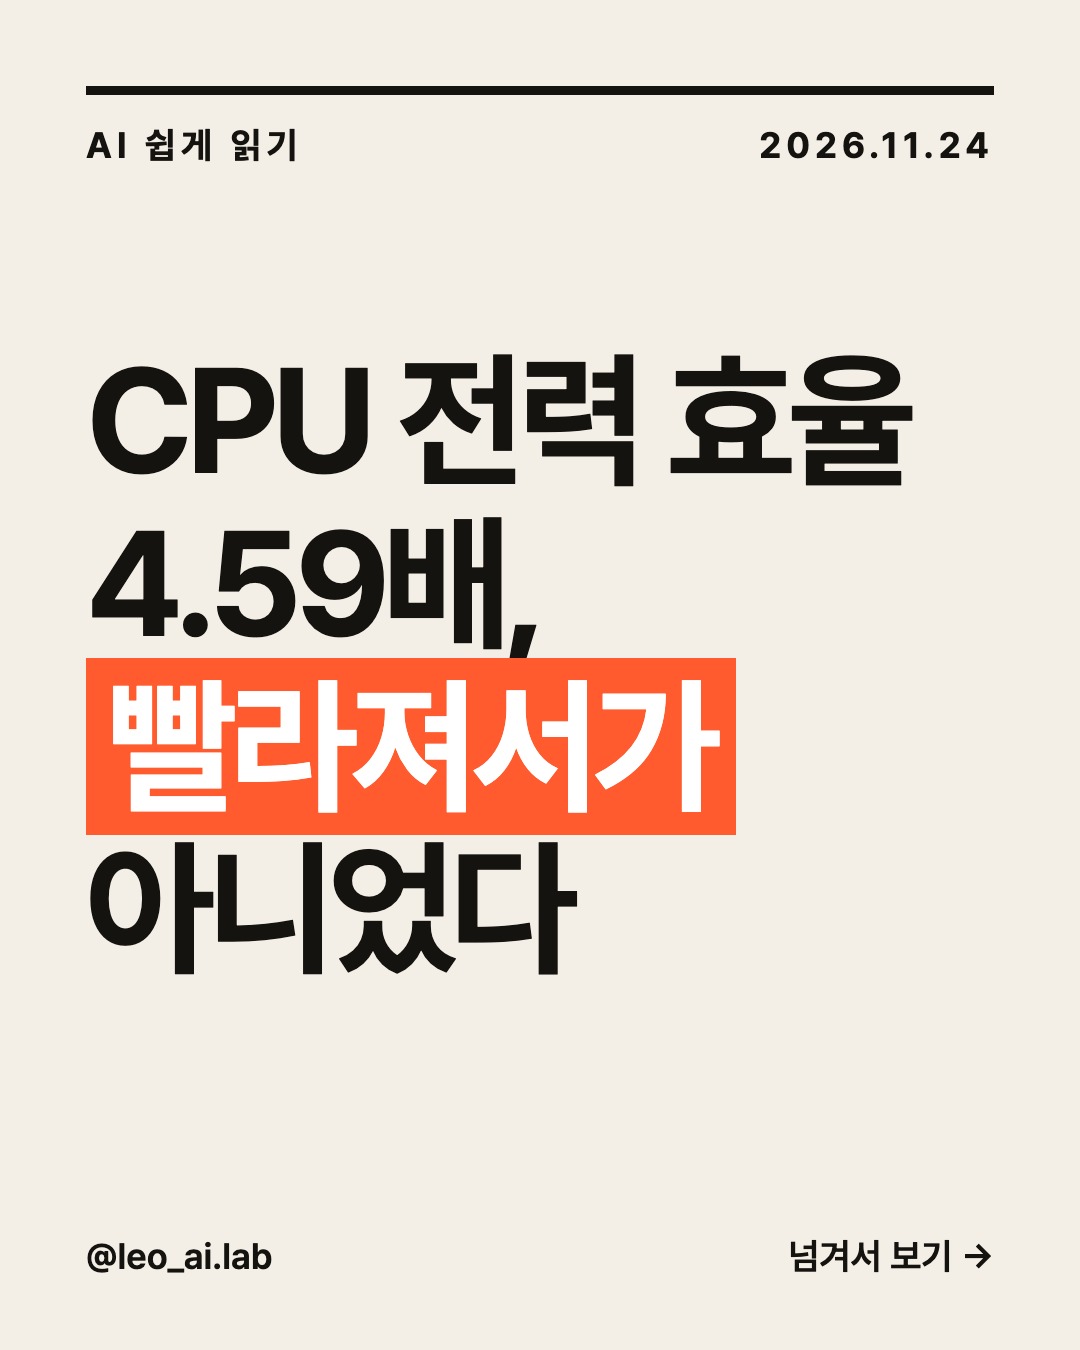 AI 쉽게 읽기
2026.11.24
CPU 전력 효율
4.59배,
빨라져서가
아니었다
@leo_ai.lab
넘겨서 보기 →